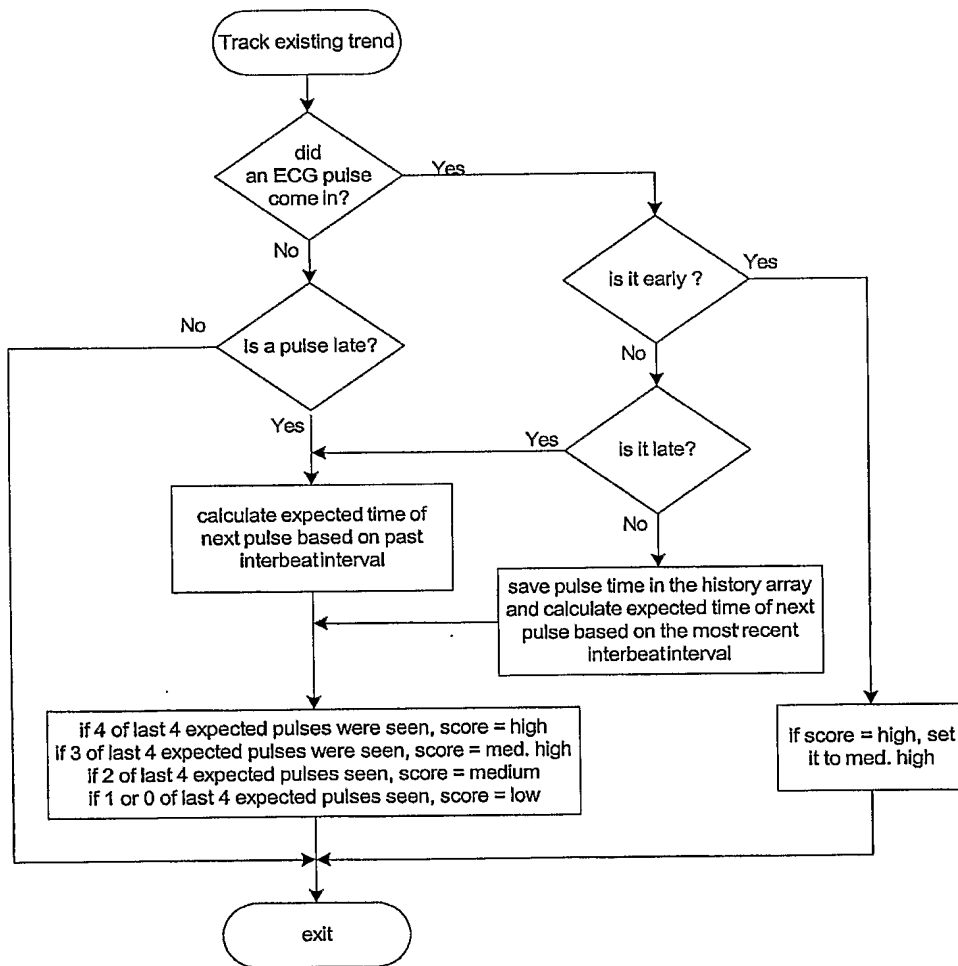 Track existing trend
did
an ECG pulse
come in?
Yes
No
is it early ?
Yes
No
is a pulse late?
No
Yes
is it late?
Yes
No
calculate expected time of
next pulse based on past
interbeat interval
save pulse time in the history array
and calculate expected time of next
pulse based on the most recent
interbeat interval
if 4 of last 4 expected pulses were seen, score = high
if 3 of last 4 expected pulses were seen, score = med. high
if 2 of last 4 expected pulses seen, score = medium
if 1 or 0 of last 4 expected pulses seen, score = low
if score = high, set
it to med. high
exit